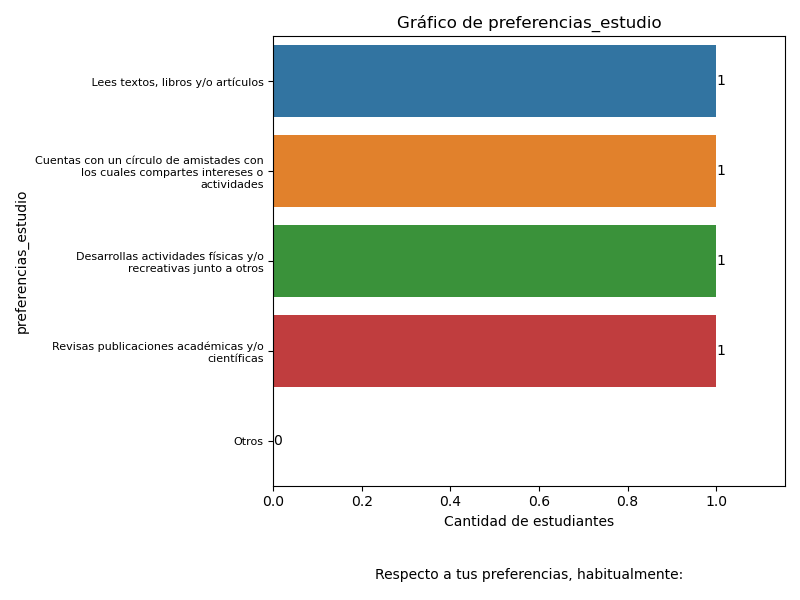 Gráfico de preferencias_estudio
Lees textos, libros y/o artículos
1
Cuentas con un círculo de amistades con
los cuales compartes intereses o
actividades
1
Desarrollas actividades físicas y/o
recreativas junto a otros
1
Revisas publicaciones académicas y/o
científicas
1
Otros
0
preferencias_estudio
0.0 0.2 0.4 0.6 0.8 1.0
Cantidad de estudiantes
Respecto a tus preferencias, habitualmente: